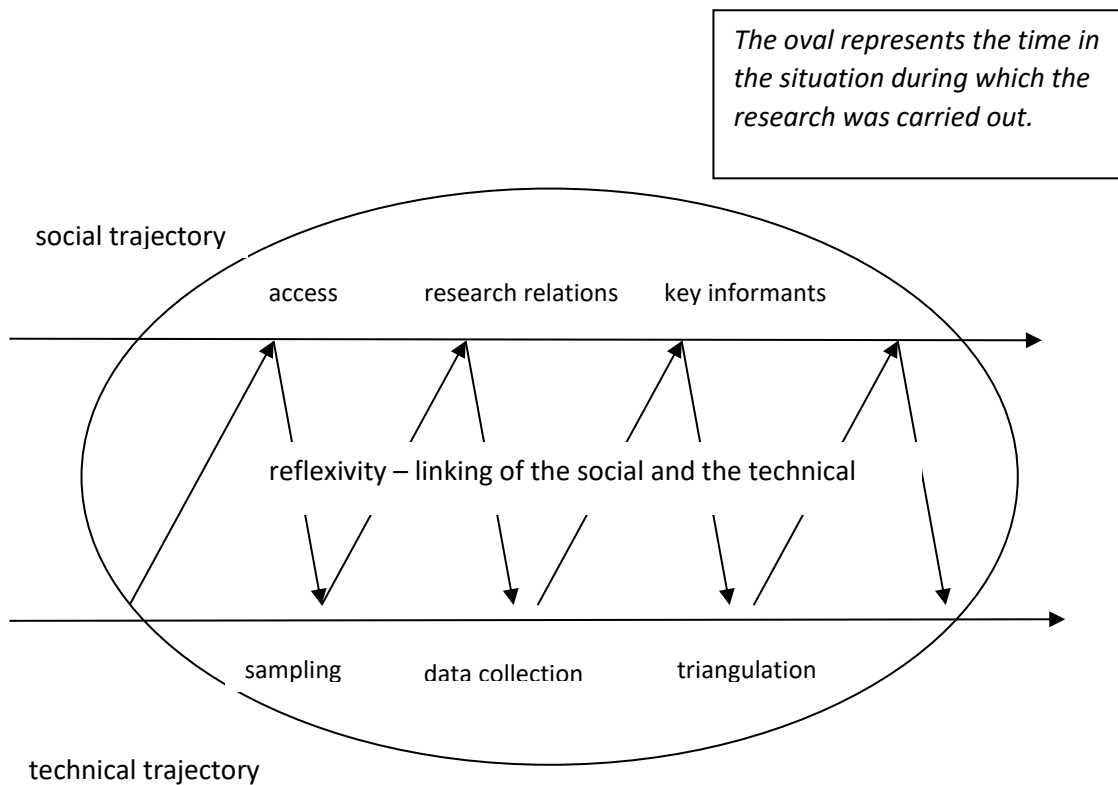 The oval represents the time in
the situation during which the
research was carried out.
social trajectory
access
research relations
key informants
reflexivity – linking of the social and the technical
sampling
data collection
triangulation
technical trajectory